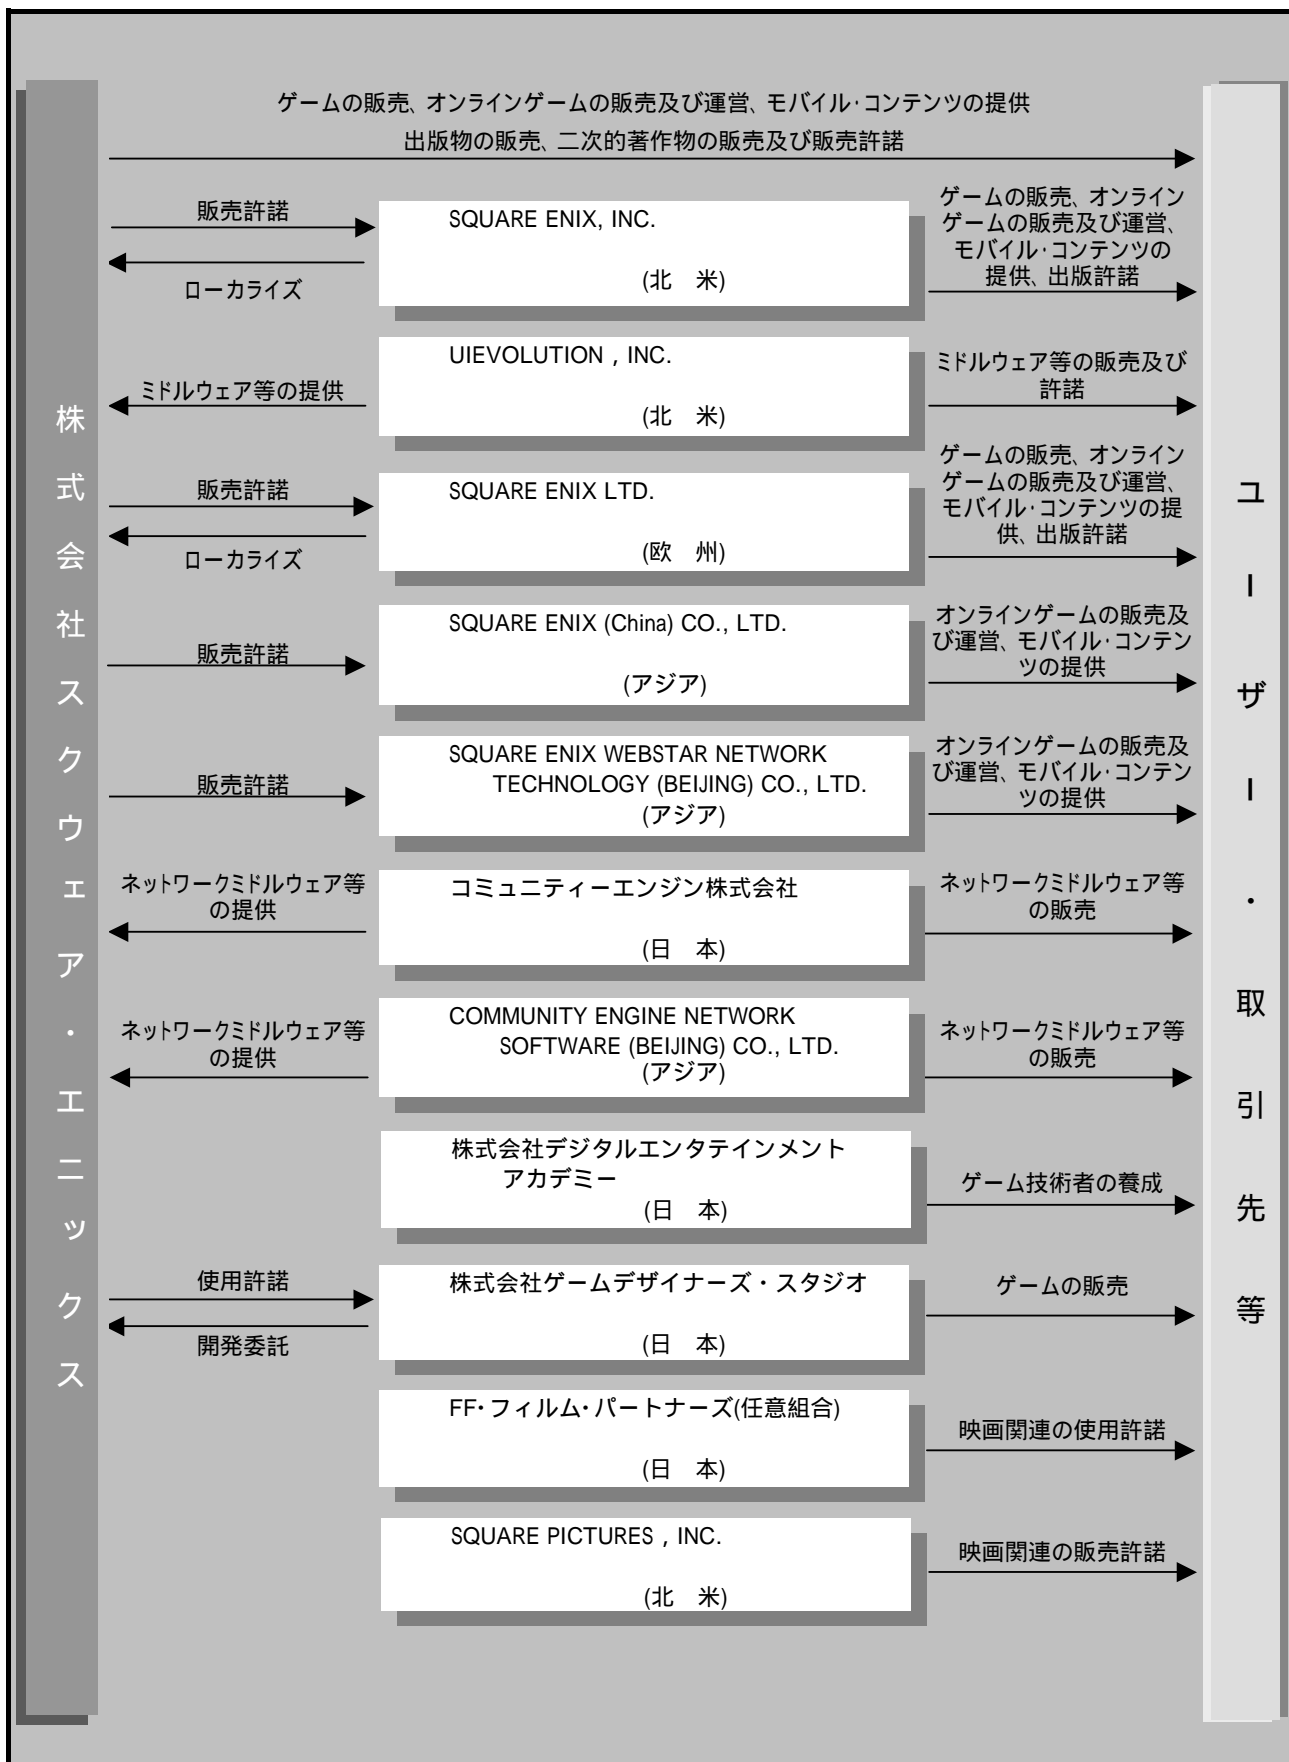 ゲームの販売、オンラインゲームの販売及び運営、モバイル・コンテンツの提供
出版物の販売、二次的著作物の販売及び販売許諾
株式会社スクウェア・エニックス
ユーザー・取引先等
販売許諾
ローカライズ
SQUARE ENIX, INC.
(北　米)
ゲームの販売、オンライン
ゲームの販売及び運営、
モバイル・コンテンツの
提供、出版許諾
ミドルウェア等の提供
UIEVOLUTION , INC.
(北　米)
ミドルウェア等の販売及び
許諾
販売許諾
ローカライズ
SQUARE ENIX LTD.
(欧　州)
ゲームの販売、オンライン
ゲームの販売及び運営、
モバイル・コンテンツの提
供、出版許諾
販売許諾
SQUARE ENIX (China) CO., LTD.
(アジア)
オンラインゲームの販売及
び運営、モバイル・コンテン
ツの提供
販売許諾
SQUARE ENIX WEBSTAR NETWORK
TECHNOLOGY (BEIJING) CO., LTD.
(アジア)
オンラインゲームの販売及
び運営、モバイル・コンテン
ツの提供
ネットワークミドルウェア等
の提供
コミュニティーエンジン株式会社
(日　本)
ネットワークミドルウェア等
の販売
ネットワークミドルウェア等
の提供
COMMUNITY ENGINE NETWORK
SOFTWARE (BEIJING) CO., LTD.
(アジア)
ネットワークミドルウェア等
の販売
株式会社デジタルエンタテインメント
アカデミー
(日　本)
ゲーム技術者の養成
使用許諾
開発委託
株式会社ゲームデザイナーズ・スタジオ
(日　本)
ゲームの販売
FF・フィルム・パートナーズ(任意組合)
(日　本)
映画関連の使用許諾
SQUARE PICTURES , INC.
(北　米)
映画関連の販売許諾